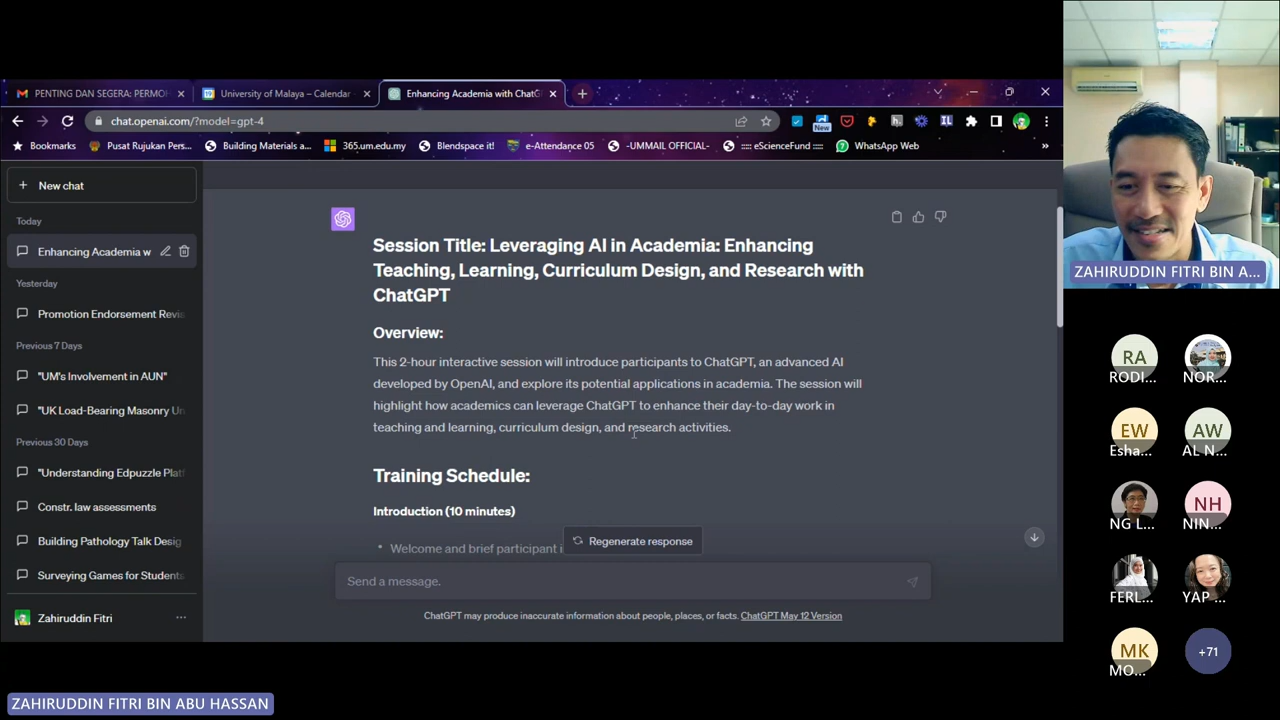 PENTING DAN SEGERA: PERMOH
University of Malaya – Calendar
Enhancing Academia with ChatG
chat.openai.com/?model=gpt-4
New
Bookmarks
Pusat Rujukan Pers...
Building Materials a...
365.um.edu.my
Blendspace it!
e-Attendance 05
-UMMAIL OFFICIAL-
::::: eScienceFund ::::
WhatsApp Web
New chat
Today
Enhancing Academia w
Yesterday
Promotion Endorsement Revi
Previous 7 Days
"UM's Involvement in AUN"
"UK Load-Bearing Masonry Un
Previous 30 Days
"Understanding Edpuzzle Platf
Constr. law assessments
Building Pathology Talk Desig
Surveying Games for Students
Zahiruddin Fitri
Session Title: Leveraging AI in Academia: Enhancing
Teaching, Learning, Curriculum Design, and Research with
ChatGPT
Overview:
This 2-hour interactive session will introduce participants to ChatGPT, an advanced AI
developed by OpenAI, and explore its potential applications in academia. The session will
highlight how academics can leverage ChatGPT to enhance their day-to-day work in
teaching and learning, curriculum design, and research activities.
Training Schedule:
Introduction (10 minutes)
Welcome and brief participant i
Regenerate response
Send a message.
ChatGPT may produce inaccurate information about people, places, or facts. ChatGPT May 12 Version
ZAHIRUDDIN FITRI BIN A...
RA
RODI...
NOR...
EW
Esha...
AW
AL N...
NG L...
NH
NIN...
FERL...
YAP ...
MK
MO...
+71
ZAHIRUDDIN FITRI BIN ABU HASSAN